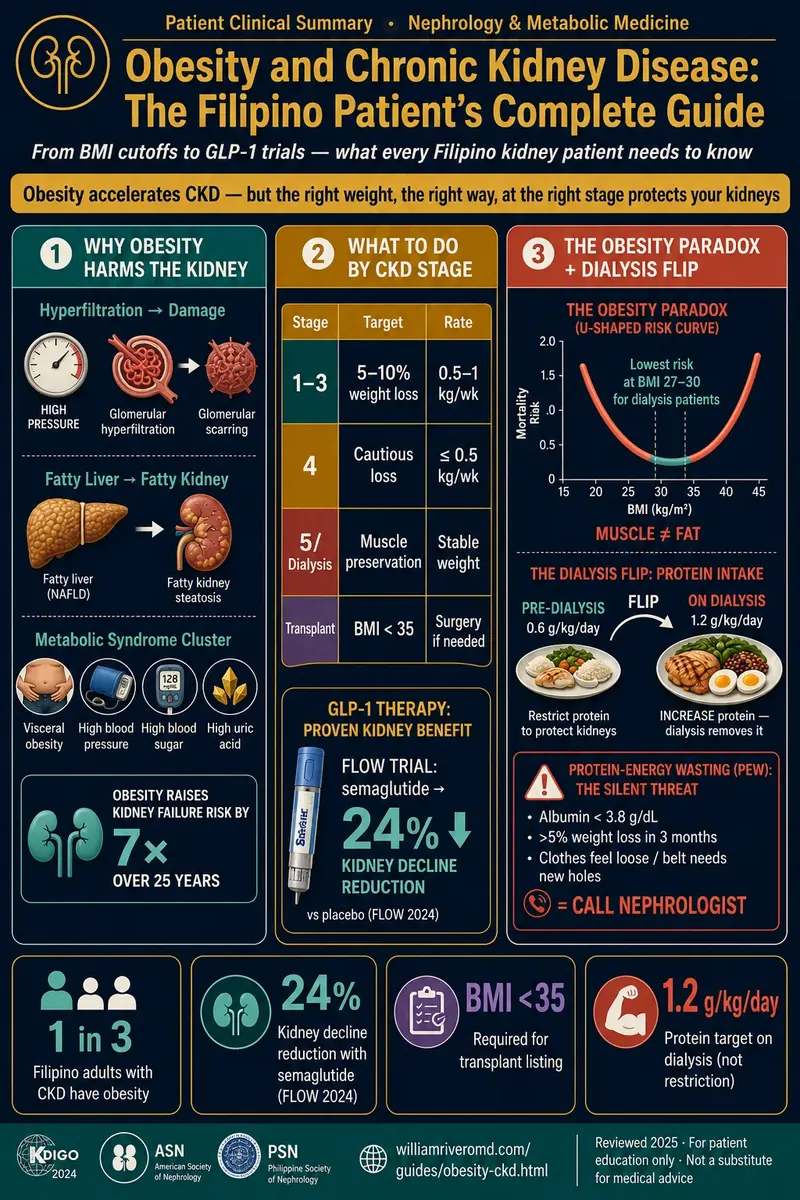 Patient Clinical Summary • Nephrology & Metabolic Medicine
Obesity and Chronic Kidney Disease:
The Filipino Patient's Complete Guide
From BMI cutoffs to GLP-1 trials — what every Filipino kidney patient needs to know
Obesity accelerates CKD — but the right weight, the right way, at the right stage protects your kidneys
1
WHY OBESITY
HARMS THE KIDNEY
Hyperfiltration → Damage
HIGH
PRESSURE
Glomerular
hyperfiltration
Glomerular
scarring
Fatty Liver → Fatty Kidney
Fatty liver
(NAFLD)
Fatty kidney
steatosis
Metabolic Syndrome Cluster
128
Visceral
obesity
High blood
pressure
High blood
sugar
High uric
acid
OBESITY RAISES
KIDNEY FAILURE RISK BY
7×
OVER 25 YEARS
2
WHAT TO DO
BY CKD STAGE
Stage Target Rate
1–3 5–10% weight loss 0.5–1 kg/wk
4 Cautious loss ≤ 0.5 kg/wk
5/ Dialysis Muscle preservation Stable weight
Transplant BMI < 35 Surgery if needed
GLP-1 THERAPY:
PROVEN KIDNEY BENEFIT
FLOW TRIAL:
semaglutide →
24%
KIDNEY DECLINE
REDUCTION
vs placebo (FLOW 2024)
3
THE OBESITY PARADOX
+ DIALYSIS FLIP
THE OBESITY PARADOX
(U-SHAPED RISK CURVE)
Mortality
Risk
2.0
1.5
.0
0.5
0
Lowest risk
at BMI 27–30
for dialysis patients
15 20 25 30 35 40 45
BMI (kg/m²)
MUSCLE ≠ FAT
THE DIALYSIS FLIP: PROTEIN INTAKE
PRE-DIALYSIS
0.6 g/kg/day
FLIP
ON DIALYSIS
1.2 g/kg/day
Restrict protein
to protect kidneys
INCREASE protein —
dialysis removes it
PROTEIN-ENERGY WASTING (PEW):
THE SILENT THREAT
• Albumin < 3.8 g/dL
• >5% weight loss in 3 months
• Clothes feel loose / belt needs
new holes
= CALL NEPHROLOGIST
1 in 3
Filipino adults with
CKD have obesity
24%
Kidney decline
reduction with
semaglutide
(FLOW 2024)
BMI <35
Required for
transplant listing
1.2 g/kg/day
Protein target on
dialysis (not
restriction)
KDIGO
2024
ASN
American Society
of Nephrology
PSN
Philippine Society
of Nephrology
williamriveromd.com/
guides/obesity-ckd.html
Reviewed 2025 · For patient
education only · Not a substitute
for medical advice